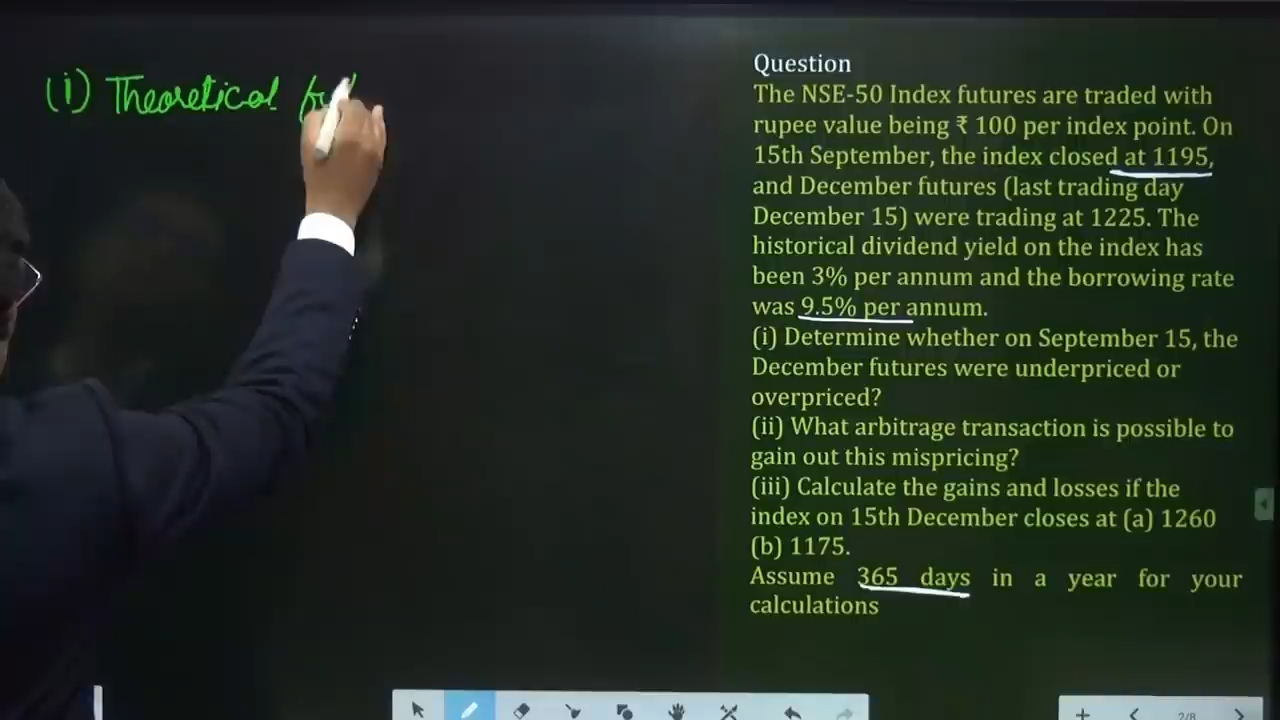 (i) Theoretical
Question
The NSE-50 Index futures are traded with
rupee value being ₹ 100 per index point. On
15th September, the index closed at 1195,
and December futures (last trading day
December 15) were trading at 1225. The
historical dividend yield on the index has
been 3% per annum and the borrowing rate
was 9.5% per annum.
(i) Determine whether on September 15, the
December futures were underpriced or
overpriced?
(ii) What arbitrage transaction is possible to
gain out this mispricing?
(iii) Calculate the gains and losses if the
index on 15th December closes at (a) 1260
(b) 1175.
Assume 365 days in a year for your
calculations
2/8